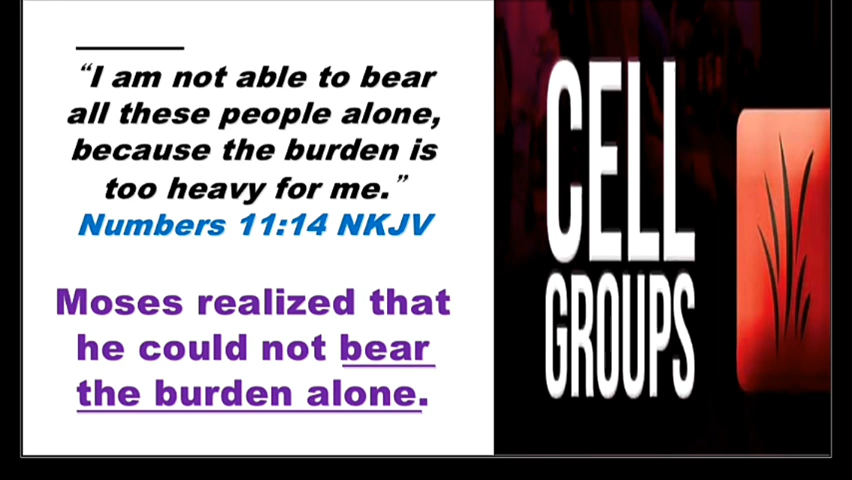 “I am not able to bear
all these people alone,
because the burden is
too heavy for me.”
Numbers 11:14 NKJV
Moses realized that
he could not bear
the burden alone.
CELL
GROUPS